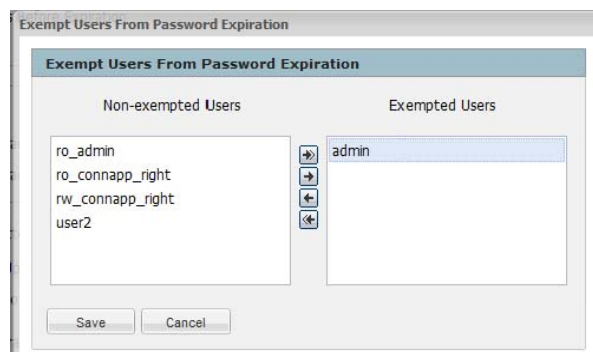 Exempt Users From Password Expiration
Exempt Users From Password Expiration
Non-exempted Users
Exempted Users
ro_admin
ro_connapp_right
rw_connapp_right
user2
admin
Save
Cancel